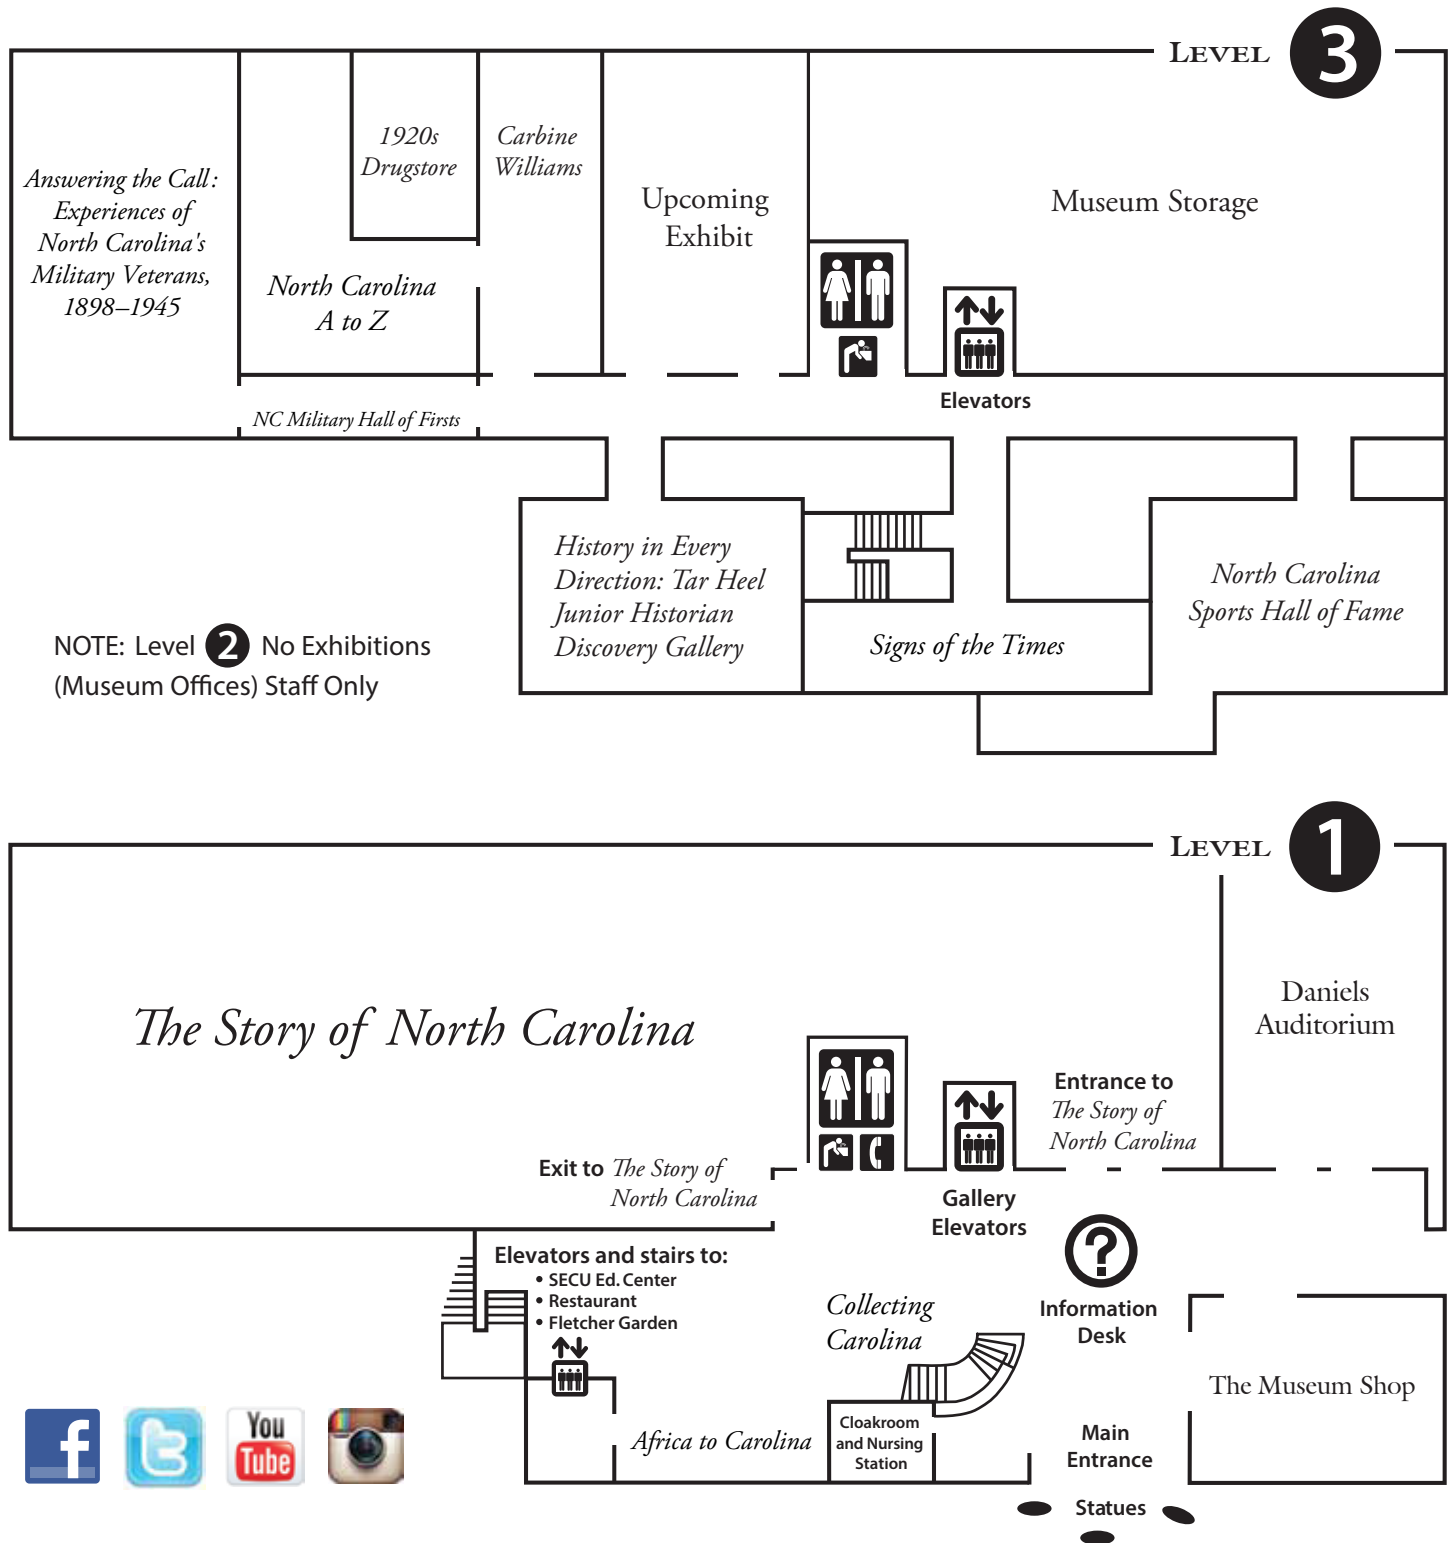 LEVEL 3
Answering the Call:
Experiences of
North Carolina's
Military Veterans,
1898–1945
1920s
Drugstore
North Carolina
A to Z
Carbine
Williams
Upcoming
Exhibit
Museum Storage
Elevators
NC Military Hall of Firsts
History in Every
Direction: Tar Heel
Junior Historian
Discovery Gallery
Signs of the Times
North Carolina
Sports Hall of Fame
NOTE: Level 2 No Exhibitions
(Museum Offices) Staff Only
LEVEL 1
The Story of North Carolina
Daniels
Auditorium
Entrance to
The Story of
North Carolina
Exit to The Story of
North Carolina
Gallery
Elevators
?
Information
Desk
Elevators and stairs to:
• SECU Ed. Center
• Restaurant
• Fletcher Garden
Collecting
Carolina
The Museum Shop
Africa to Carolina
Cloakroom
and Nursing
Station
Main
Entrance
Statues
f
t
You
Tube